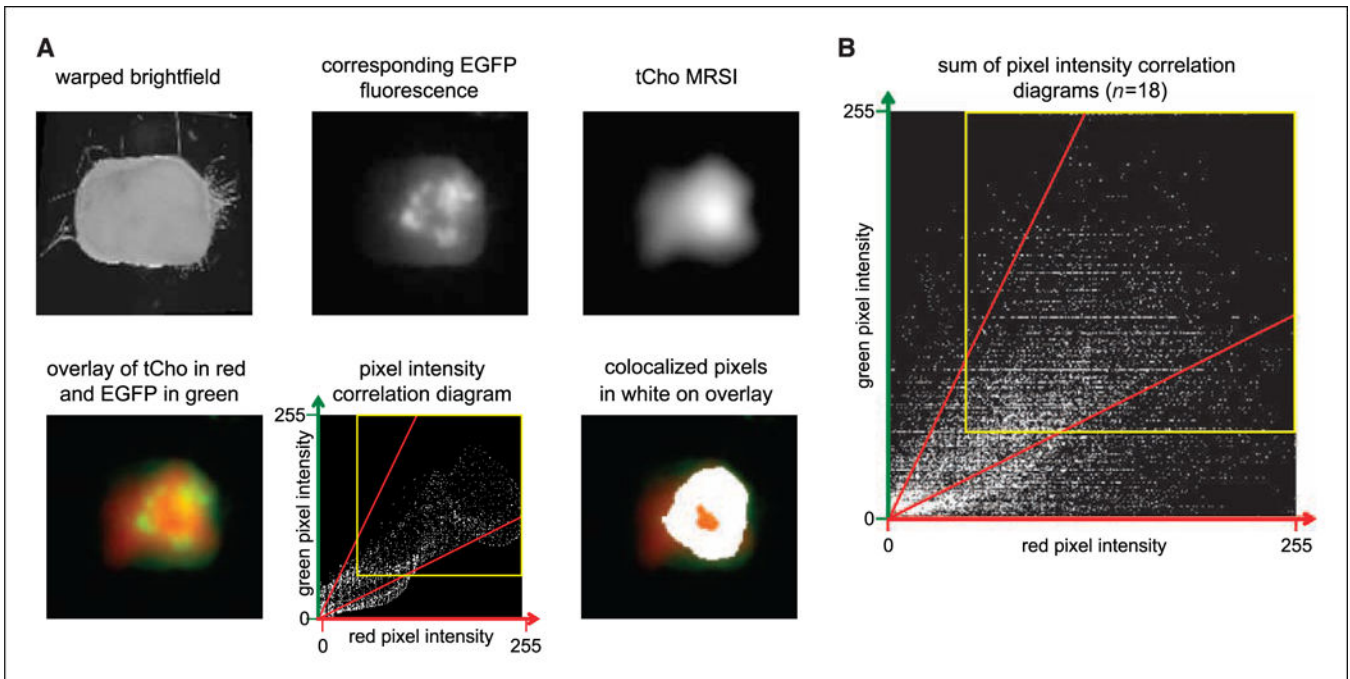 A
warped brightfield
corresponding EGFP
fluorescence
tCho MRSI
overlay of tCho in red
and EGFP in green
pixel intensity
correlation diagram
255
green pixel intensity
0
0
red pixel intensity
255
colocalized pixels
in white on overlay
B
sum of pixel intensity correlation
diagrams (n=18)
255
green pixel intensity
0
0
red pixel intensity
255